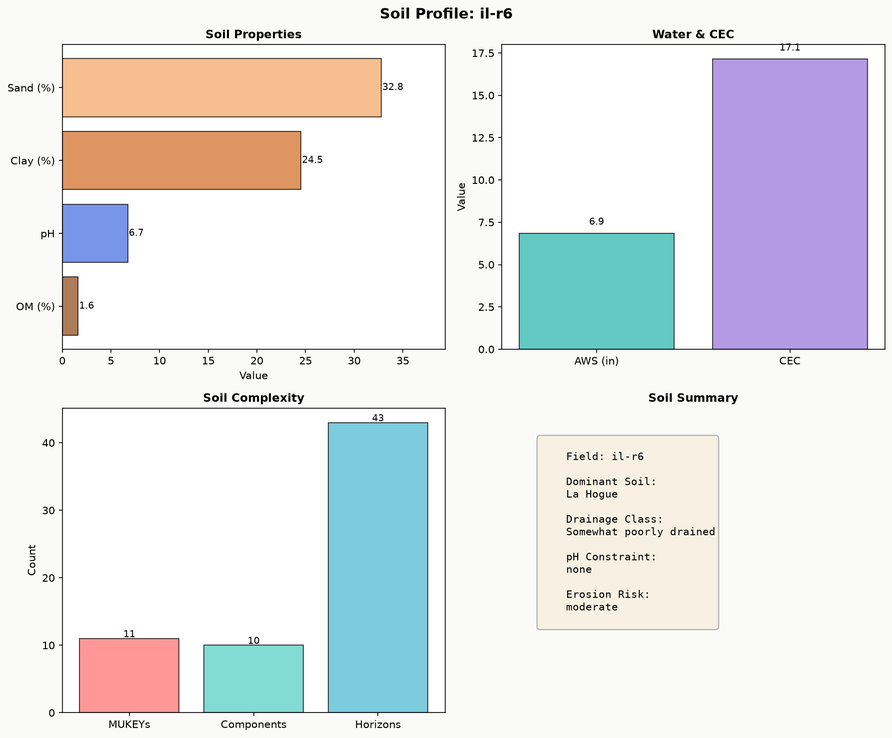 Soil Profile: il-r6
Soil Properties
Sand (%)
32.8
Clay (%)
24.5
pH
6.7
OM (%)
1.6
0 5 10 15 20 25 30 35
Value
Water & CEC
Value
17.5
15.0
12.5
10.0
7.5
5.0
2.5
0.0
6.9
17.1
AWS (in) CEC
Soil Complexity
Count
40
30
20
10
0
11
10
43
MUKEYs Components Horizons
Soil Summary
Field: il-r6
Dominant Soil:
La Hogue
Drainage Class:
Somewhat poorly drained
pH Constraint:
none
Erosion Risk:
moderate